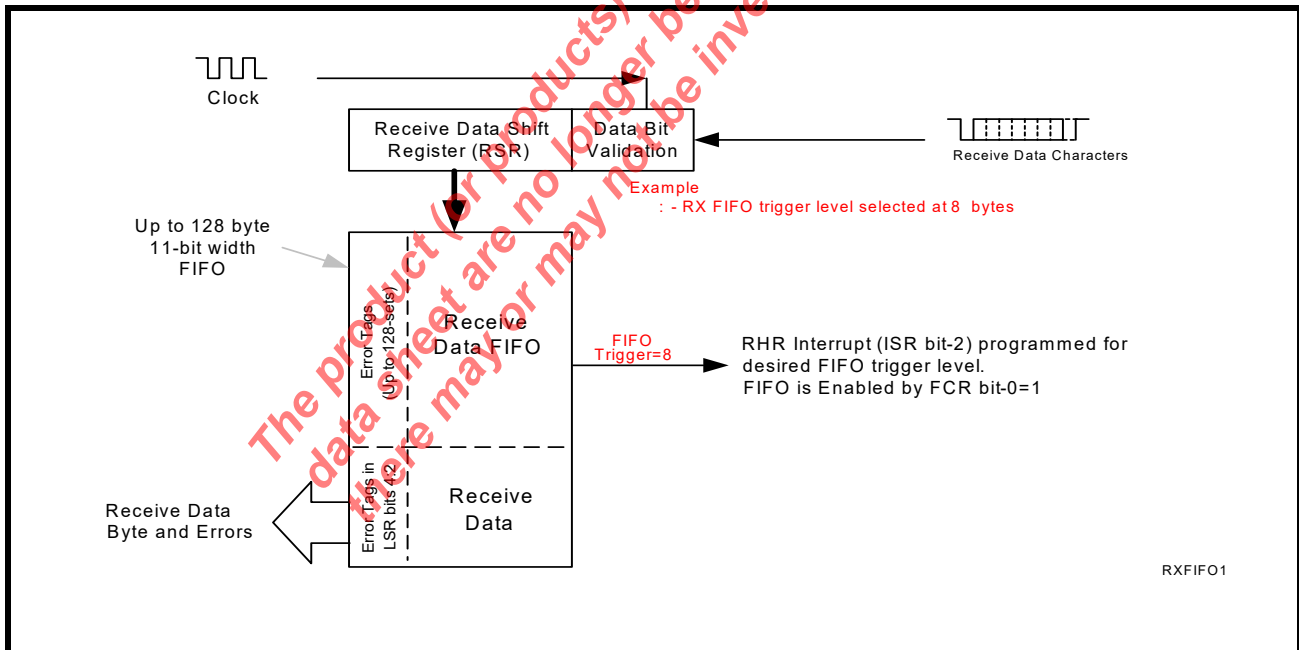 Clock
Receive Data Shift
Register (RSR)
Data Bit
Validation
Receive Data Characters
Example
: - RX FIFO trigger level selected at 8 bytes
Up to 128 byte
11-bit width
FIFO
Error Tags
(Up to 128-sets)
Receive
Data FIFO
FIFO
Trigger=8
RHR Interrupt (ISR bit-2) programmed for
desired FIFO trigger level.
FIFO is Enabled by FCR bit-0=1
Error Tags in
LSR bits 4:2
Receive
Data
Receive Data
Byte and Errors
RXFIFO1
The product (or products)
data sheet are no longer be
there may or may not be inve